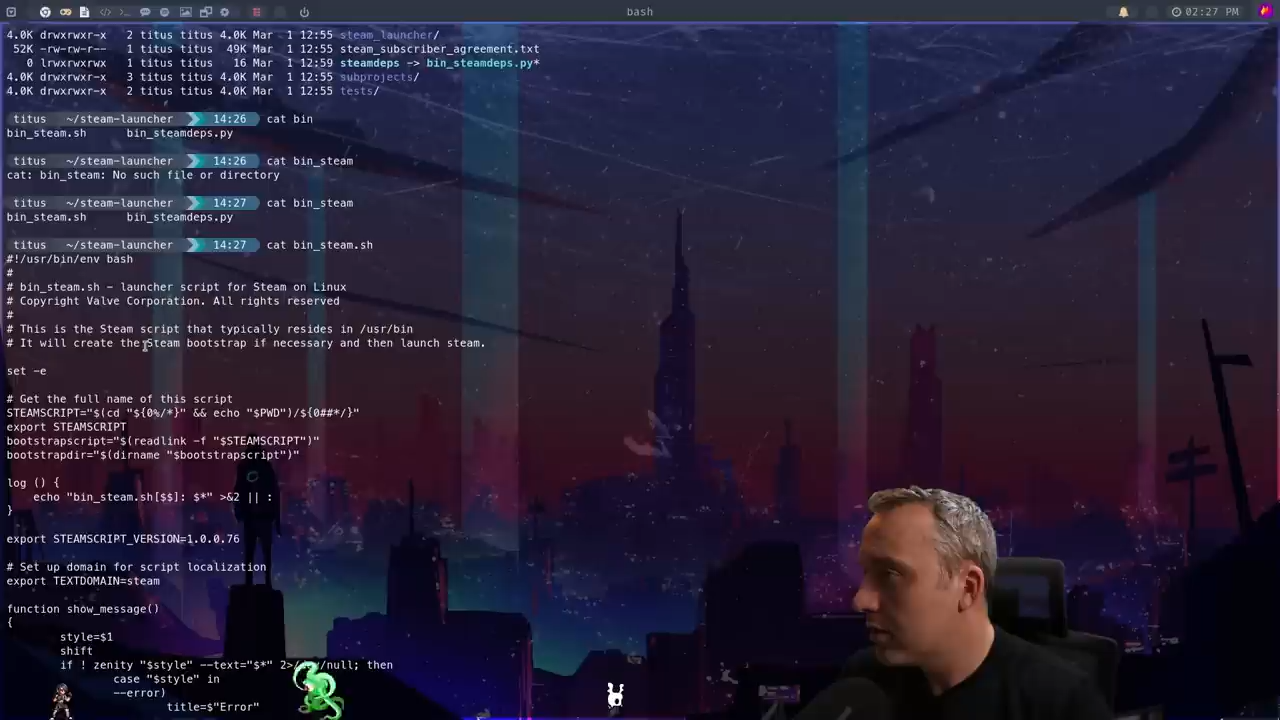 bash
02:27 PM
4.0K drwxrwxr-x 2 titus titus 4.0K Mar 1 12:55 steam_launcher/
52K -rw-rw-r-- 1 titus titus 49K Mar 1 12:55 steam_subscriber_agreement.txt
0 lrwxrwxrwx 1 titus titus 16 Mar 1 12:59 steamdeps -> bin_steamdeps.py*
4.0K drwxrwxr-x 3 titus titus 4.0K Mar 1 12:55 subprojects/
4.0K drwxrwxr-x 2 titus titus 4.0K Mar 1 12:55 tests/
titus ~/steam-launcher 14:26 cat bin
bin_steam.sh bin_steamdeps.py
titus ~/steam-launcher 14:26 cat bin_steam
cat: bin_steam: No such file or directory
titus ~/steam-launcher 14:27 cat bin_steam
bin_steam.sh bin_steamdeps.py
titus ~/steam-launcher 14:27 cat bin_steam.sh
#!/usr/bin/env bash
#
# bin_steam.sh - launcher script for Steam on Linux
# Copyright Valve Corporation. All rights reserved
#
# This is the Steam script that typically resides in /usr/bin
# It will create the Steam bootstrap if necessary and then launch steam.
set -e
# Get the full name of this script
STEAMSCRIPT="$(cd "${0%/*}" && echo "$PWD")/${0##*/}"
export STEAMSCRIPT
bootstrapscript="$(readlink -f "$STEAMSCRIPT")"
bootstrapdir="$(dirname "$bootstrapscript")"
log () {
echo "bin_steam.sh[$$]: $*" >&2 || :
}
export STEAMSCRIPT_VERSION=1.0.0.76
# Set up domain for script localization
export TEXTDOMAIN=steam
function show_message()
{
style=$1
shift
if ! zenity "$style" --text="$*" 2>/dev/null; then
case "$style" in
--error)
title=$"Error"